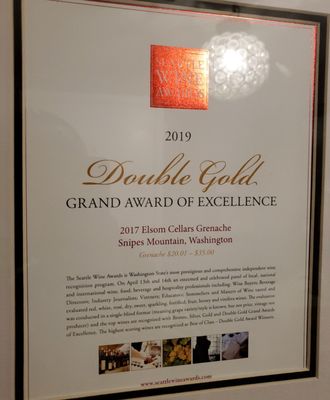 SEATTLE
WINE
AWARDS
2019
Double Gold
GRAND AWARD OF EXCELLENCE
2017 Elsom Cellars Grenache
Snipes Mountain, Washington
Grenache $20.01 – $35.00
The Seattle Wine Awards is Washington State's most prestigious and comprehensive independent wine
recognition program. On April 13th and 14th an esteemed and celebrated panel of local, national
and international wine, food, beverage and hospitality professionals including: Wine Buyers; Beverage
Directors; Industry Journalists; Vintners; Educators; Sommeliers and Masters of Wine tasted and
evaluated red, white, rosé, dry, sweet, sparkling, fortified, fruit, honey and vinifera wines. The evaluation
was conducted in a single-blind format (meaning grape variety/style is known, but not price, vintage nor
producer) and the top wines are recognized with Bronze, Silver, Gold and Double Gold Grand Awards
of Excellence. The highest scoring wines are recognized as Best of Class – Double Gold Award Winners.
www.seattlewineawards.com